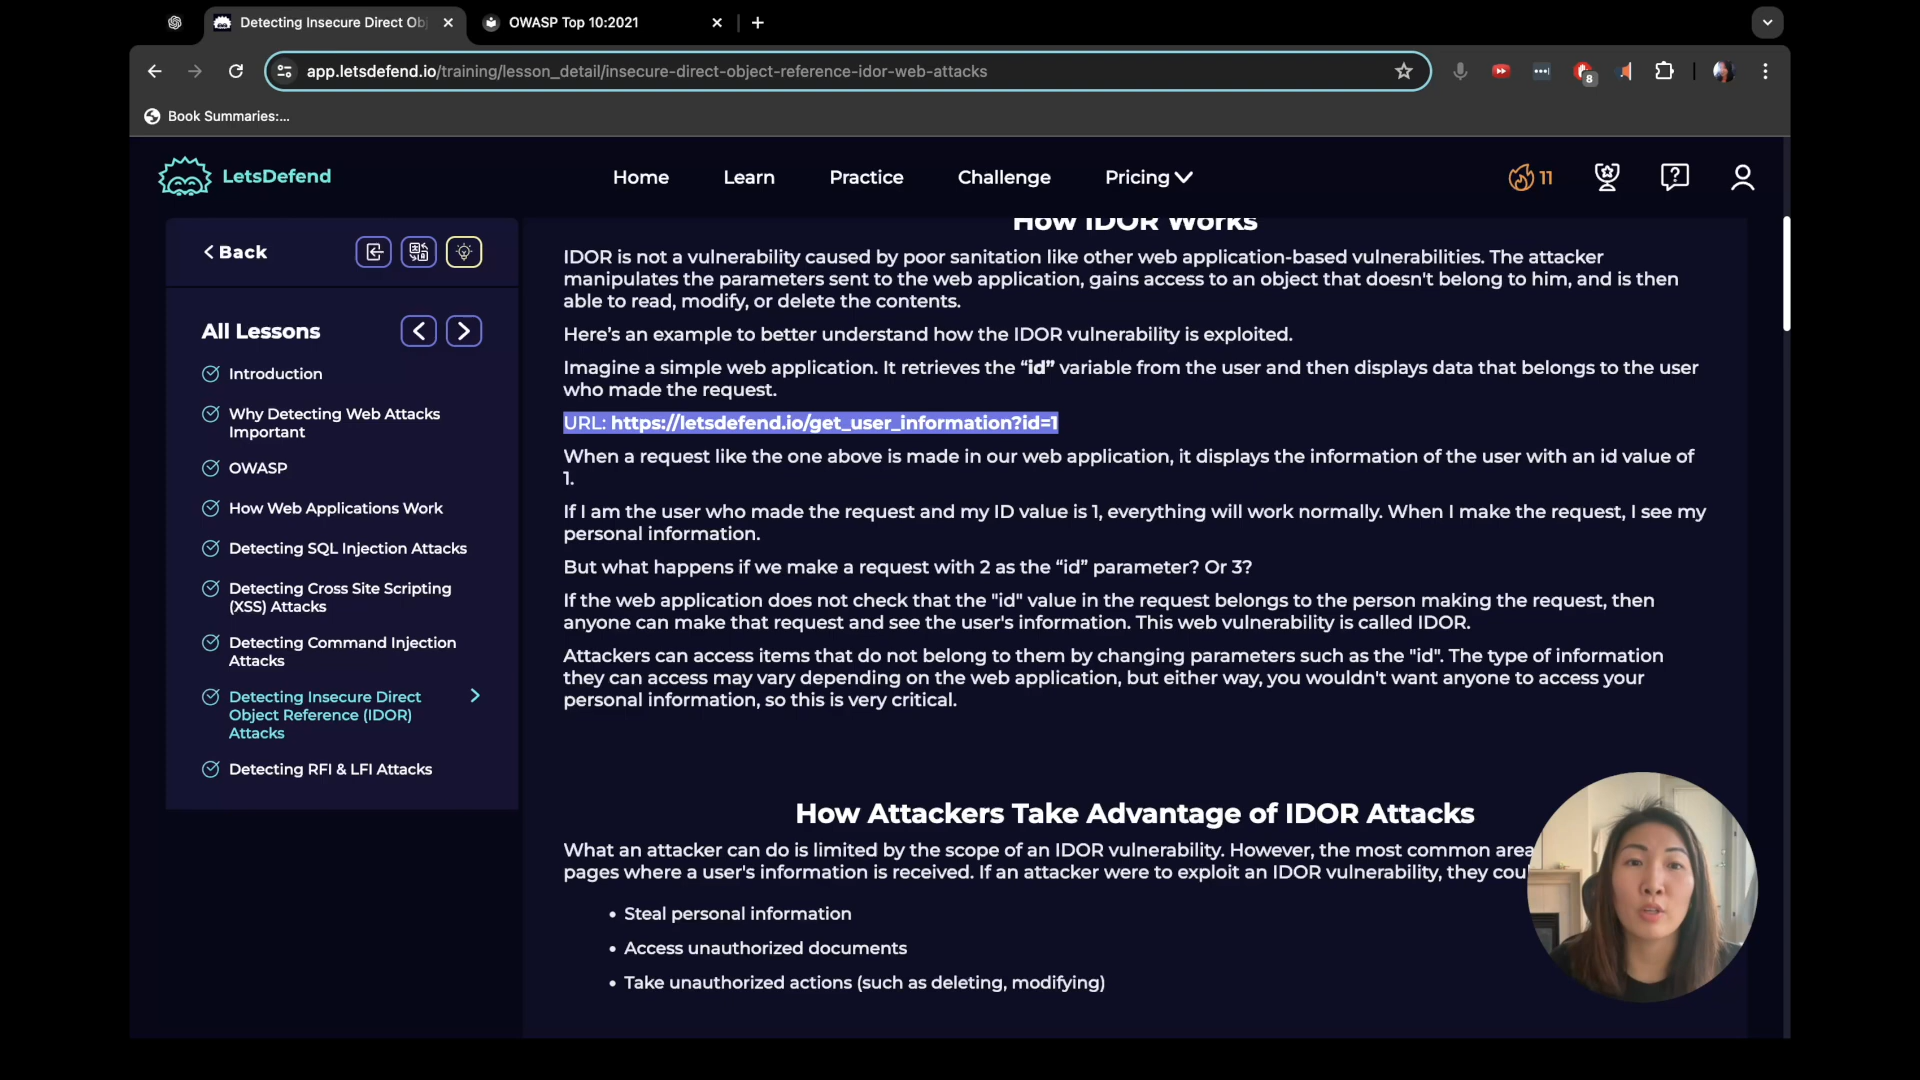 Detecting Insecure Direct Ob
OWASP Top 10:2021
app.letsdefend.io/training/lesson_detail/insecure-direct-object-reference-idor-web-attacks
8
Book Summaries:...
LetsDefend
Home
Learn
Practice
Challenge
Pricing
11
Back
All Lessons
Introduction
Why Detecting Web Attacks
Important
OWASP
How Web Applications Work
Detecting SQL Injection Attacks
Detecting Cross Site Scripting
(XSS) Attacks
Detecting Command Injection
Attacks
Detecting Insecure Direct
Object Reference (IDOR)
Attacks
Detecting RFI & LFI Attacks
How IDOR Works
IDOR is not a vulnerability caused by poor sanitation like other web application-based vulnerabilities. The attacker
manipulates the parameters sent to the web application, gains access to an object that doesn't belong to him, and is then
able to read, modify, or delete the contents.
Here’s an example to better understand how the IDOR vulnerability is exploited.
Imagine a simple web application. It retrieves the “id” variable from the user and then displays data that belongs to the user
who made the request.
URL: https://letsdefend.io/get_user_information?id=1
When a request like the one above is made in our web application, it displays the information of the user with an id value of
1.
If I am the user who made the request and my ID value is 1, everything will work normally. When I make the request, I see my
personal information.
But what happens if we make a request with 2 as the “id” parameter? Or 3?
If the web application does not check that the "id" value in the request belongs to the person making the request, then
anyone can make that request and see the user's information. This web vulnerability is called IDOR.
Attackers can access items that do not belong to them by changing parameters such as the "id". The type of information
they can access may vary depending on the web application, but either way, you wouldn't want anyone to access your
personal information, so this is very critical.
How Attackers Take Advantage of IDOR Attacks
What an attacker can do is limited by the scope of an IDOR vulnerability. However, the most common area
pages where a user's information is received. If an attacker were to exploit an IDOR vulnerability, they cou
• Steal personal information
• Access unauthorized documents
• Take unauthorized actions (such as deleting, modifying)